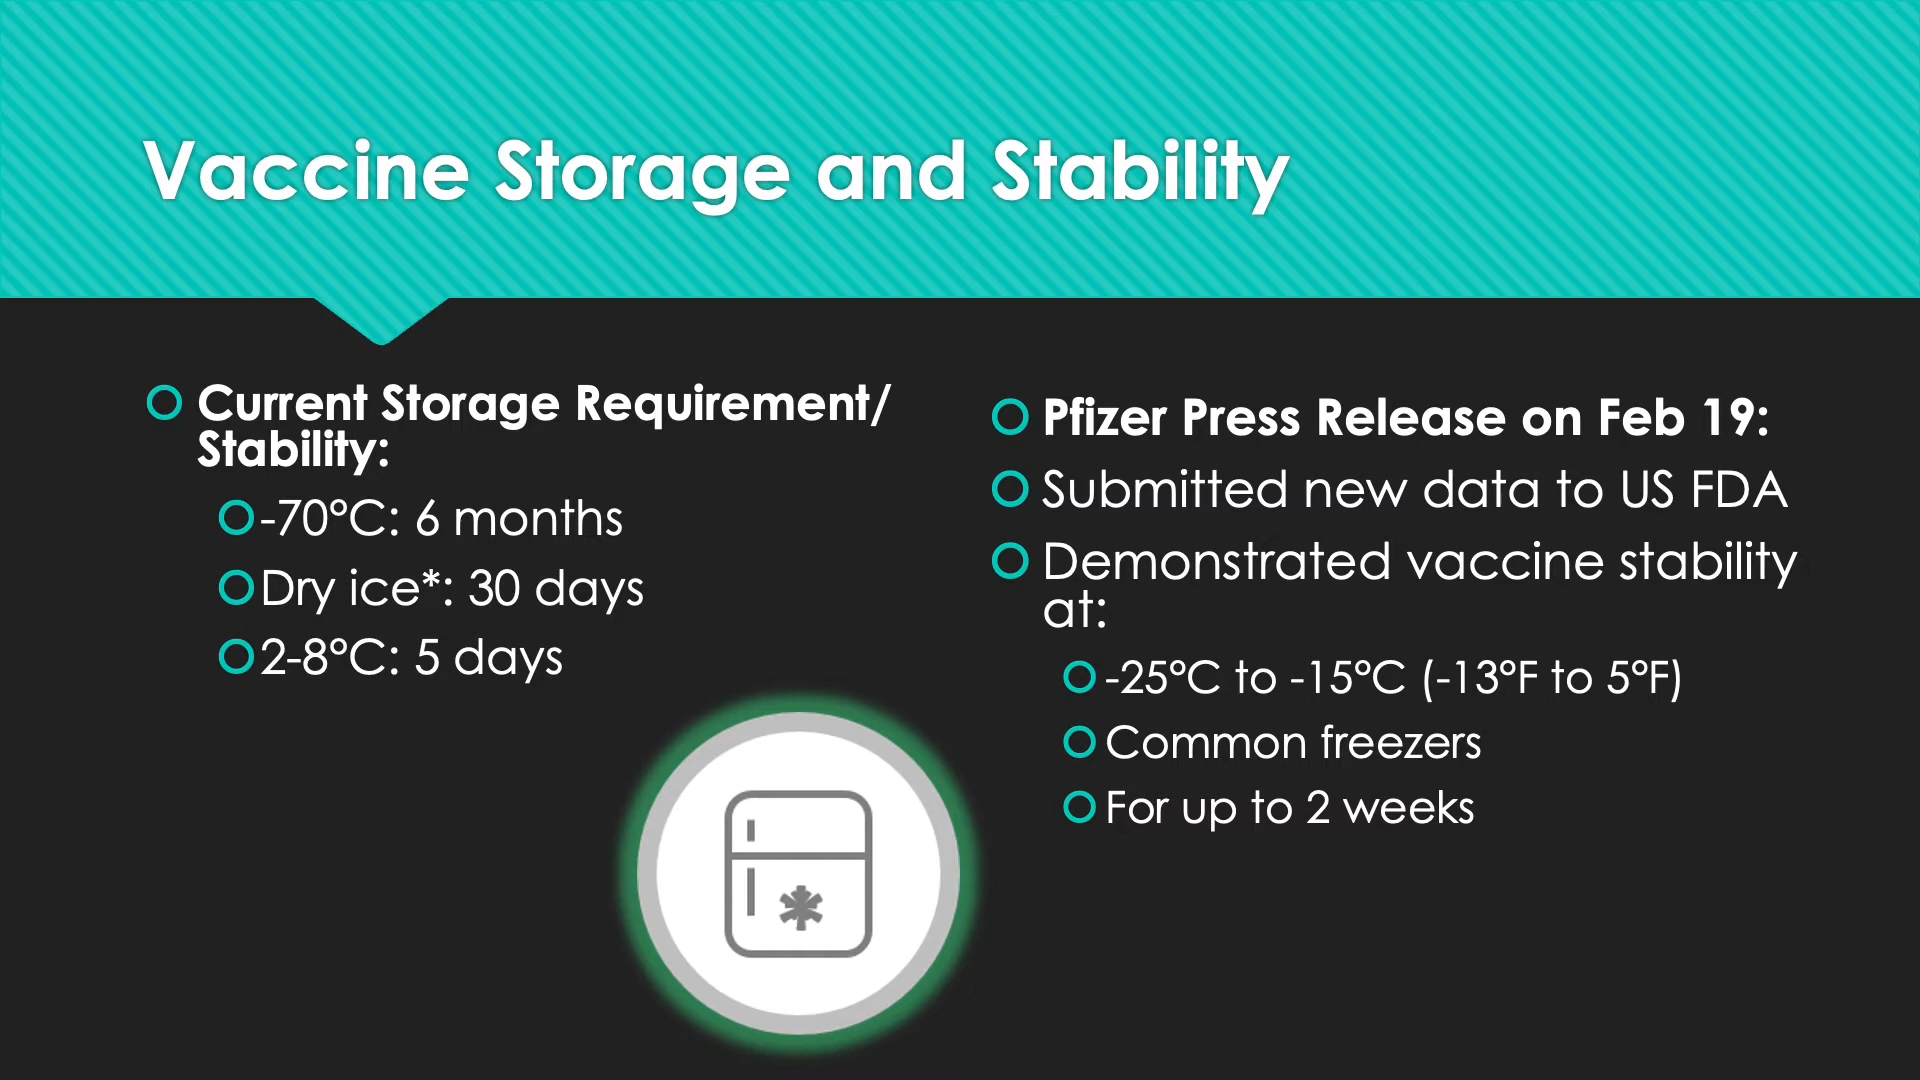 Vaccine Storage and Stability
Current Storage Requirement/
Stability:
-70°C: 6 months
Dry ice*: 30 days
2-8°C: 5 days
Pfizer Press Release on Feb 19:
Submitted new data to US FDA
Demonstrated vaccine stability
at:
-25°C to -15°C (-13°F to 5°F)
Common freezers
For up to 2 weeks